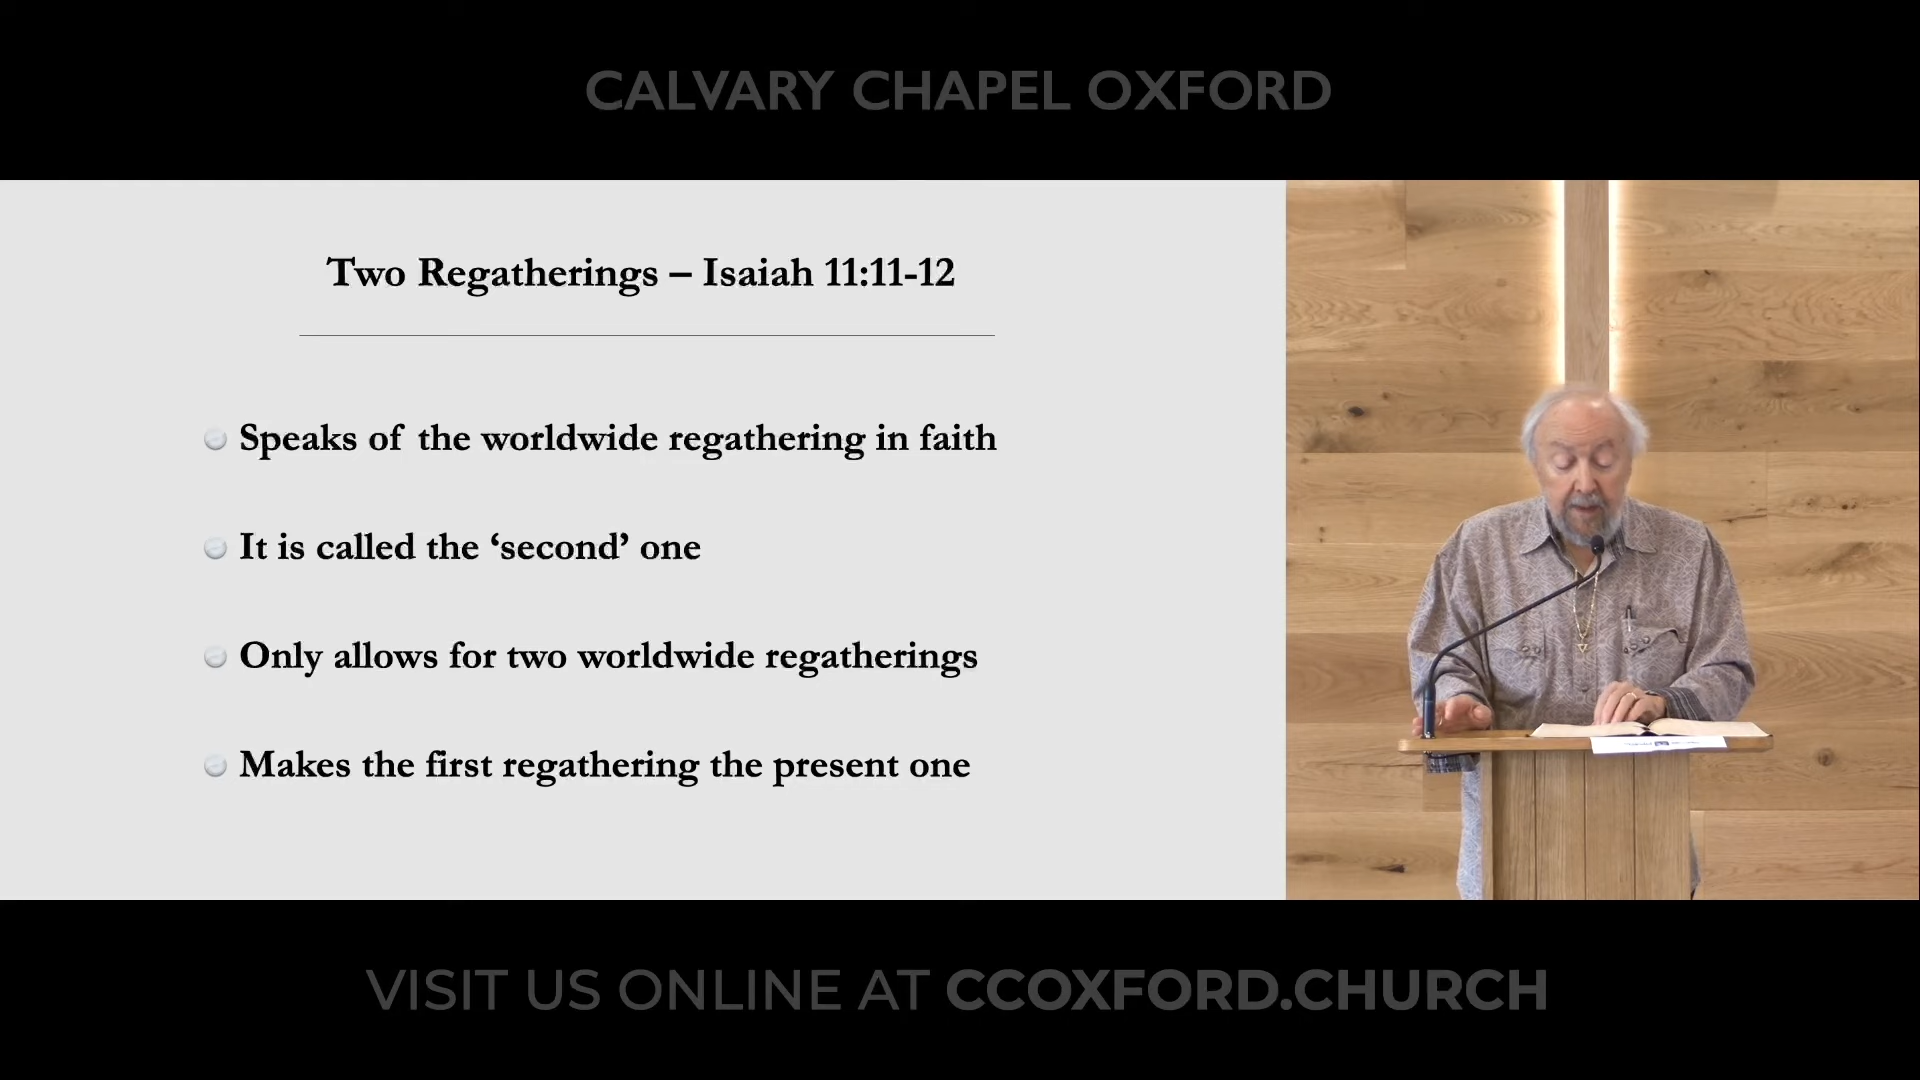 CALVARY CHAPEL OXFORD
Two Regatherings – Isaiah 11:11-12
Speaks of the worldwide regathering in faith
It is called the ‘second’ one
Only allows for two worldwide regatherings
Makes the first regathering the present one
VISIT US ONLINE AT CCOXFORD.CHURCH